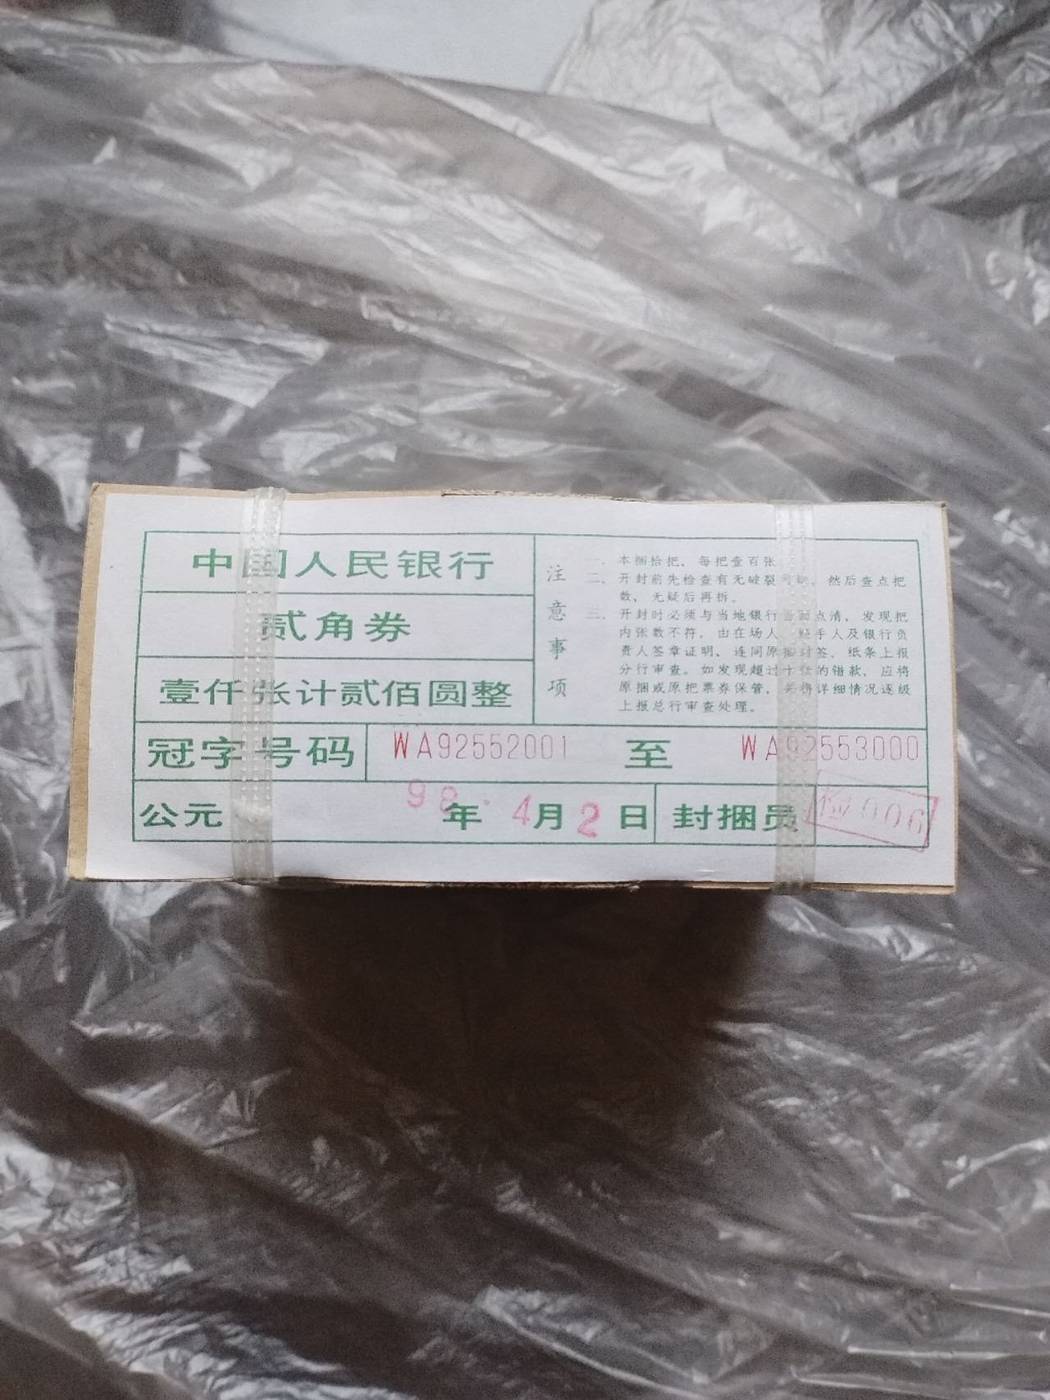 中国人民银行
贰角券
壹仟张计贰佰圆整
注意事项
一、本捆拾把，每把壹百张
二、开封前先检查有无破裂 ，然后查点把
数，无疑后再拆。
三、开封时必须与当地银行 点清，发现把
内张数不符，由在场人 经手人及银行负
责人签章证明，连同原 封签，纸条上报
分行审查。如发现超过十 的错款，应将
原捆或原把票券保管， 将详细情况逐级
上报总行审查处理。
冠字号码 WA92552001 至 WA92553000
公元 98年 4月 2日 封捆员 检006